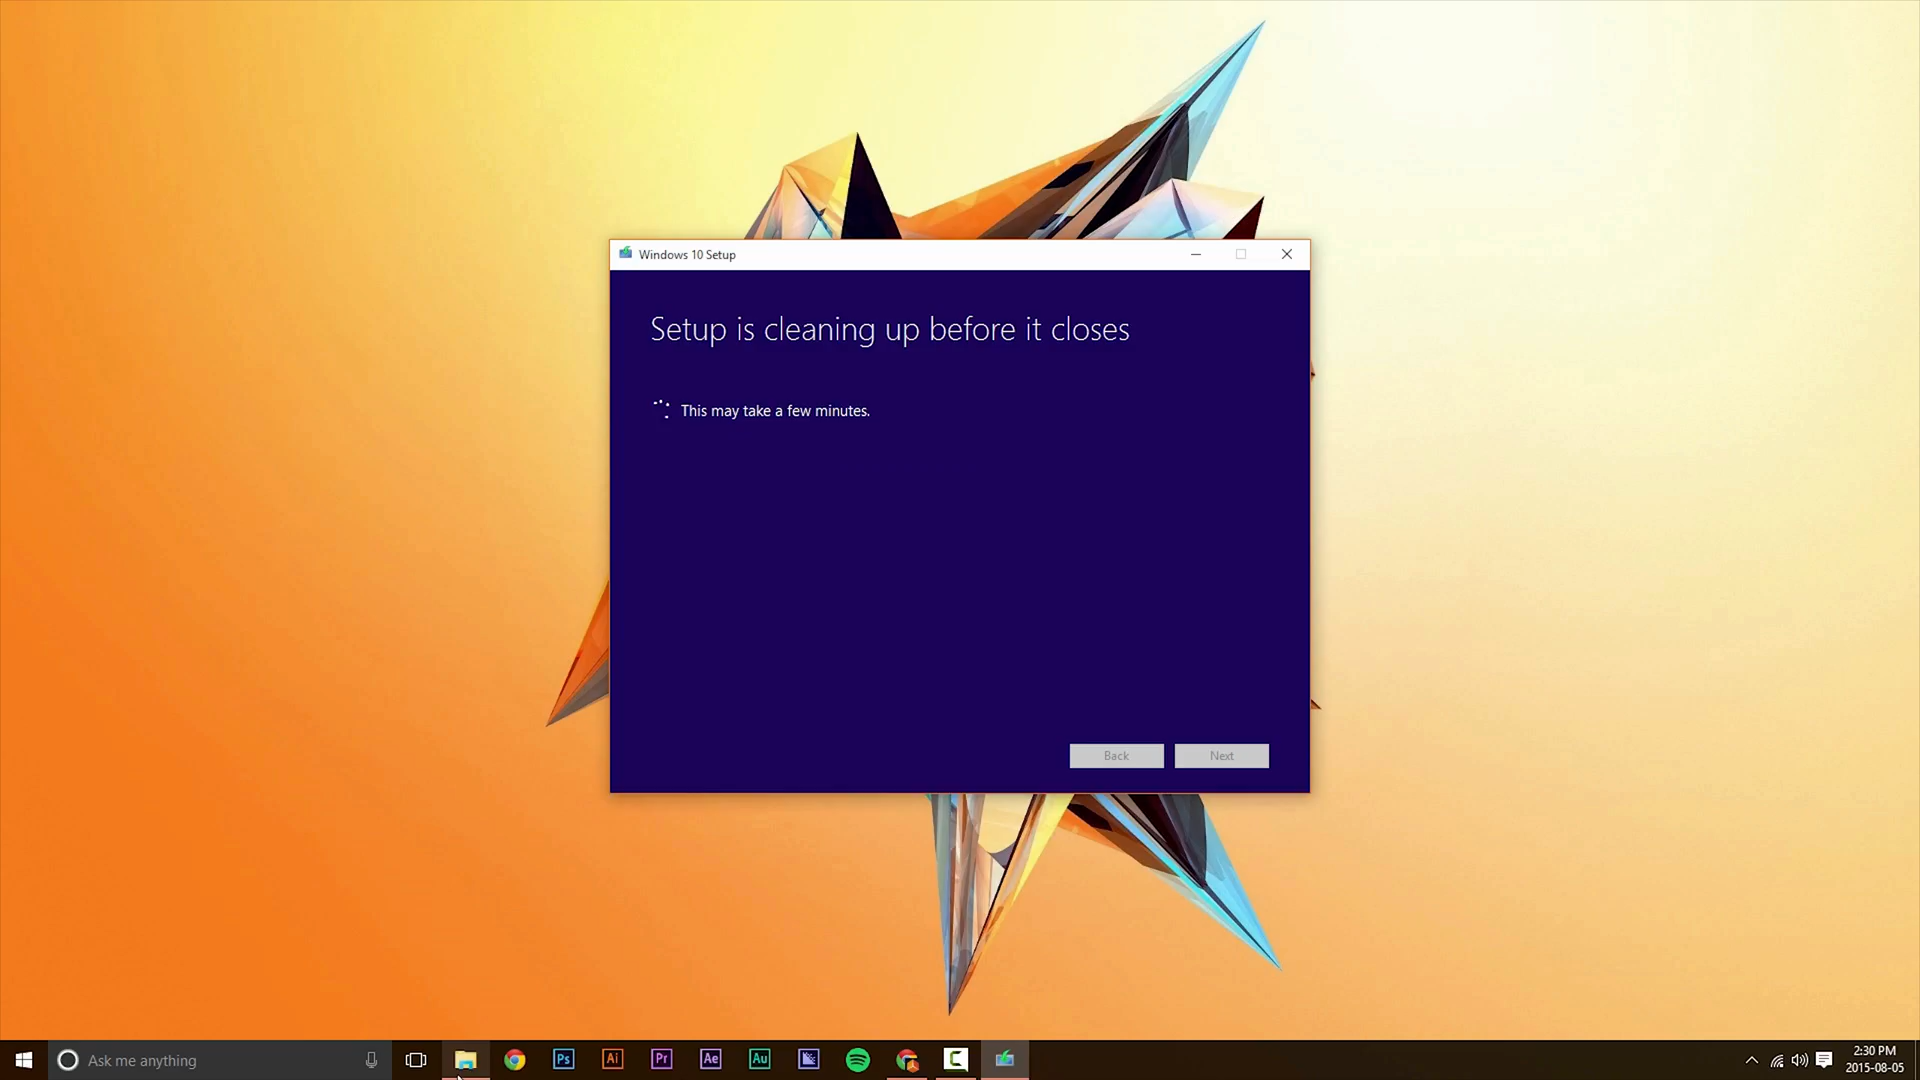 Windows 10 Setup
Setup is cleaning up before it closes
This may take a few minutes.
Back
Next
Ask me anything
Ps
Ai
Pr
Ae
Au
2:30 PM
2015-08-05